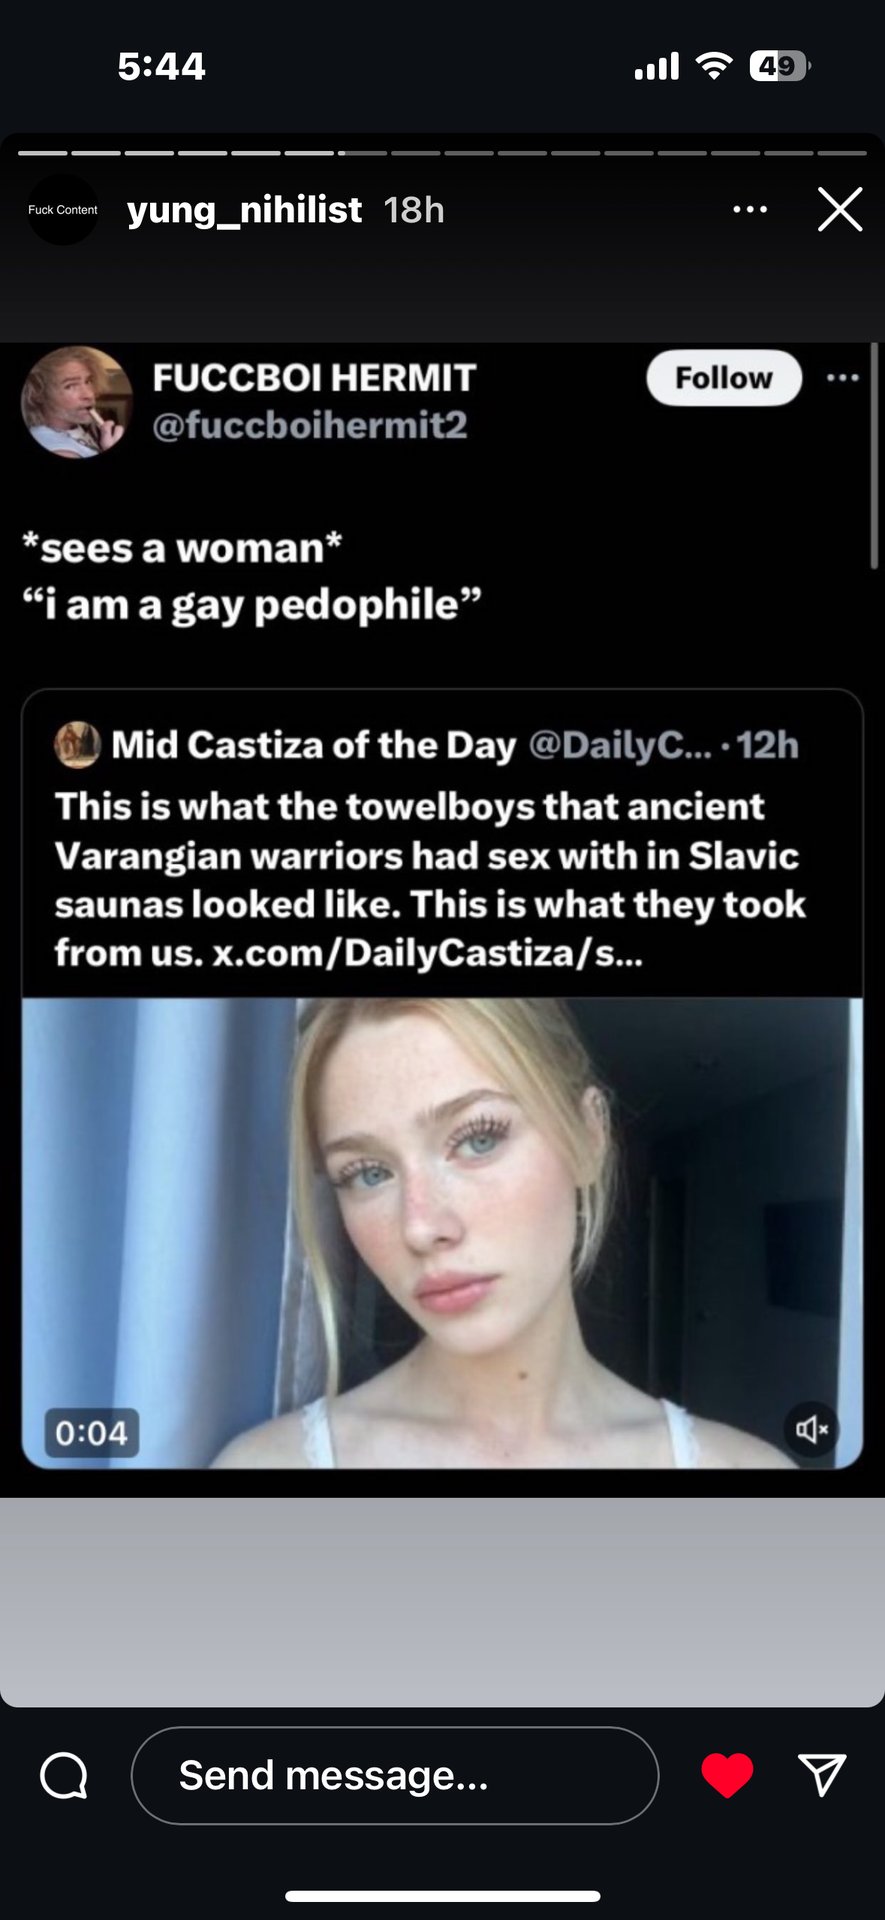 5:44
49
Fuck Content
yung_nihilist 18h
FUCCBOI HERMIT
Follow
@fuccboihermit2
*sees a woman*
“i am a gay pedophile”
Mid Castiza of the Day @DailyC... · 12h
This is what the towelboys that ancient
Varangian warriors had sex with in Slavic
saunas looked like. This is what they took
from us. x.com/DailyCastiza/s...
0:04
Send message...